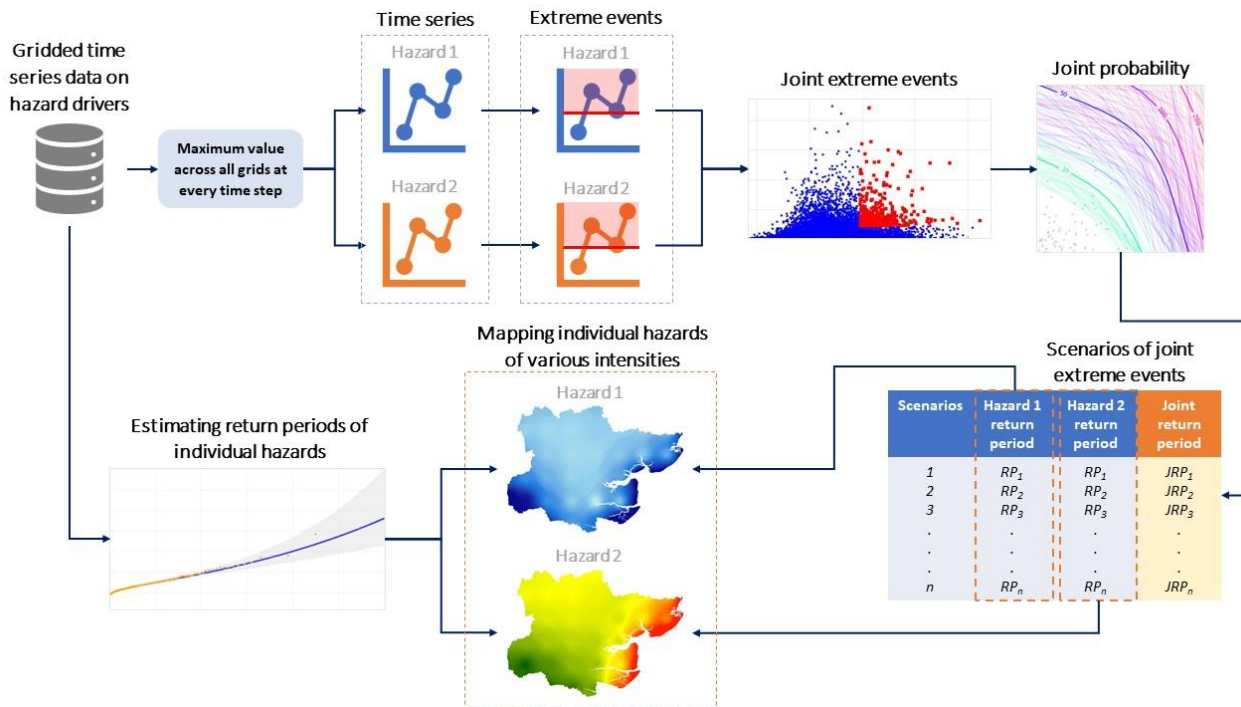 Gridded time
series data on
hazard drivers
Maximum value
across all grids at
every time step
Time series
Hazard 1
Hazard 2
Extreme events
Hazard 1
Hazard 2
Joint extreme events
Joint probability
50
10
Estimating return periods of
individual hazards
Mapping individual hazards
of various intensities
Hazard 1
Hazard 2
Scenarios of joint
extreme events
Scenarios Hazard 1 return period Hazard 2 return period Joint return period
1 RP1 RP1 JRP1
2 RP2 RP2 JRP2
3 RP3 RP3 JRP3
. . . .
. . . .
. . . .
n RPn RPn JRPn